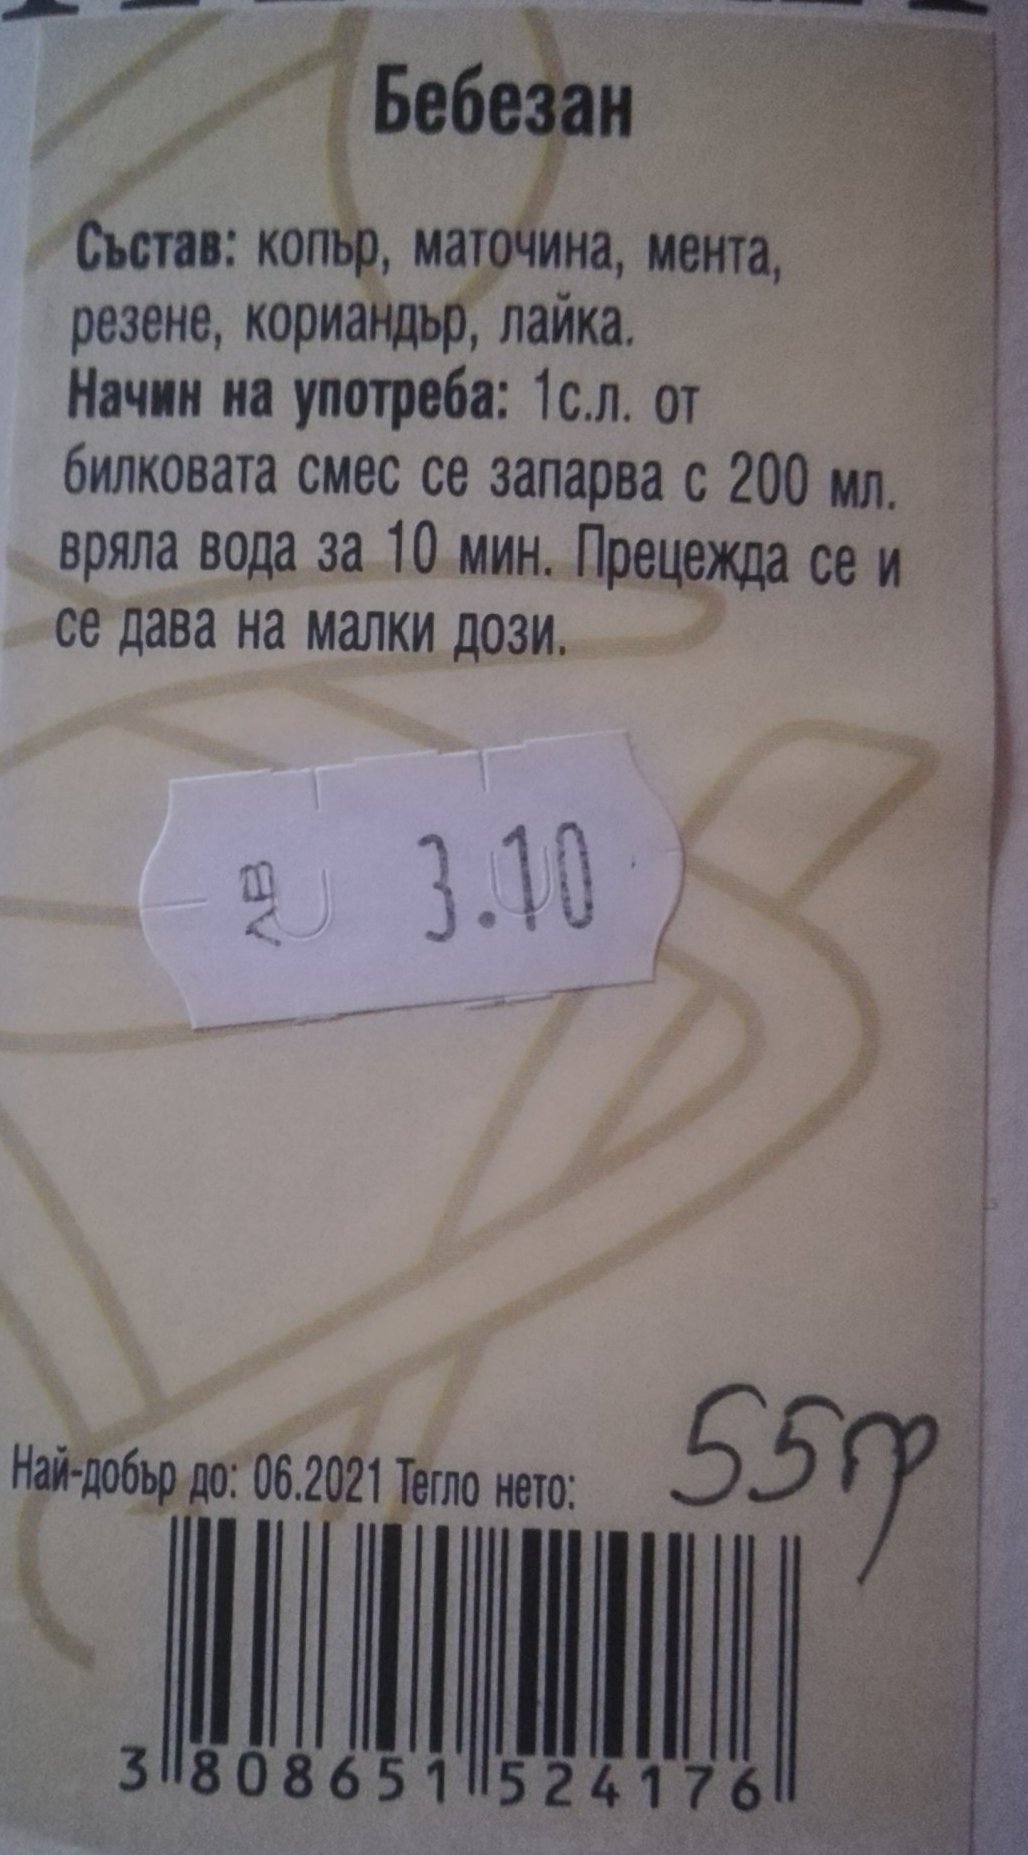 Бебезан
Състав: копър, маточина, мента,
резене, кориандър, лайка.
Начин на употреба: 1с.л. от
билковата смес се запарва с 200 мл.
вряла вода за 10 мин. Прецежда се и
се дава на малки дози.
лв 3.10
55гр
Най-добър до: 06.2021 Тегло нето:
3 808651 524176